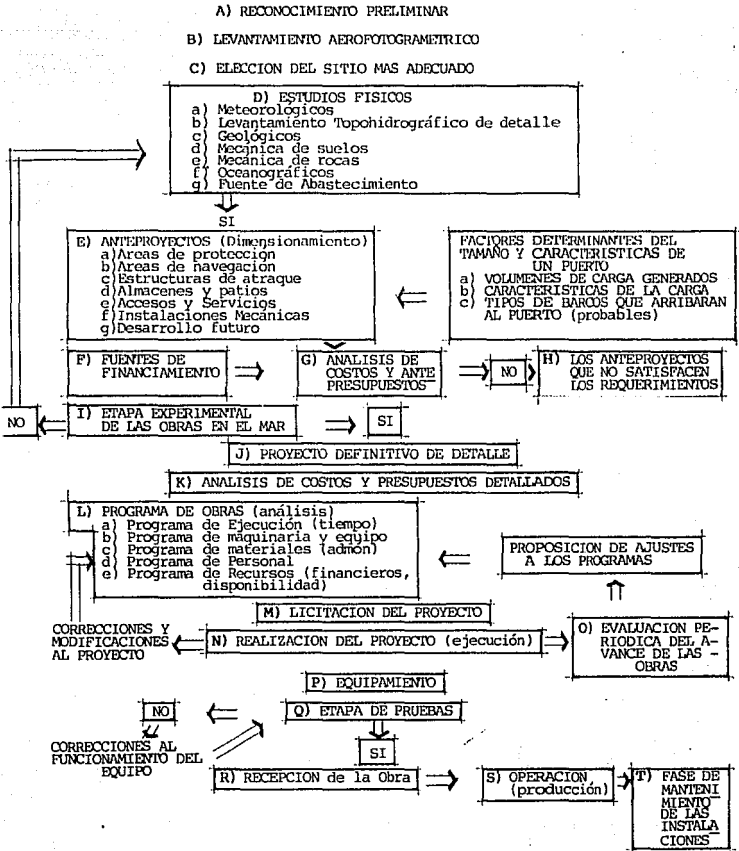 A) RECONOCIMIENTO PRELIMINAR
B) LEVANTAMIENTO AEROFOTOGRAMETRICO
C) ELECCION DEL SITIO MAS ADECUADO
D) ESTUDIOS FISICOS
a) Meteorológicos
b) Levantamiento Topohidrográfico de detalle
c) Geológicos
d) Mecánica de suelos
e) Mecánica de rocas
f) Oceanográficos
g) Fuente de Abastecimiento
SI
E) ANTEPROYECTOS (Dimensionamiento)
a)Areas de protección
b)Areas de navegación
c)Estructuras de atraque
d)Almacenes y patios
e)Accesos y Servicios
f)Instalaciones Mecánicas
g)Desarrollo futuro
FACTORES DETERMINANTES DEL
TAMAÑO Y CARACTERISTICAS DE
UN PUERTO
a) VOLUMENES DE CARGA GENERADOS
b) CARACTERISTICAS DE LA CARGA
c) TIPOS DE BARCOS QUE ARRIBARAN
AL PUERTO (probables)
F) FUENTES DE
FINANCIAMIENTO
G) ANALISIS DE
COSTOS Y ANTE
PRESUPUESTOS
NO
H) LOS ANTEPROYECTOS
QUE NO SATISFACEN
LOS REQUERIMIENTOS
NO
I) ETAPA EXPERIMENTAL
DE LAS OBRAS EN EL MAR
SI
J) PROYECTO DEFINITIVO DE DETALLE
K) ANALISIS DE COSTOS Y PRESUPUESTOS DETALLADOS
L) PROGRAMA DE OBRAS (análisis)
a) Programa de Ejecución (tiempo)
b) Programa de máquinaria y equipo
c) Programa de materiales (admón)
d) Programa de Personal
e) Programa de Recursos (financieros,
disponibilidad)
PROPOSICION DE AJUSTES
A LOS PROGRAMAS
M) LICITACION DEL PROYECTO
CORRECCIONES Y
MODIFICACIONES
AL PROYECTO
N) REALIZACION DEL PROYECTO (ejecución)
O) EVALUACION PE-
RIODICA DEL A-
VANCE DE LAS -
OBRAS
P) EQUIPAMIENTO
NO
Q) ETAPA DE PRUEBAS
SI
CORRECCIONES AL
FUNCIONAMIENTO DEL
EQUIPO
R) RECEPCION de la Obra
S) OPERACION
(producción)
T) FASE DE
MANTENI
MIENTO
DE LAS
INSTALA
CIONES